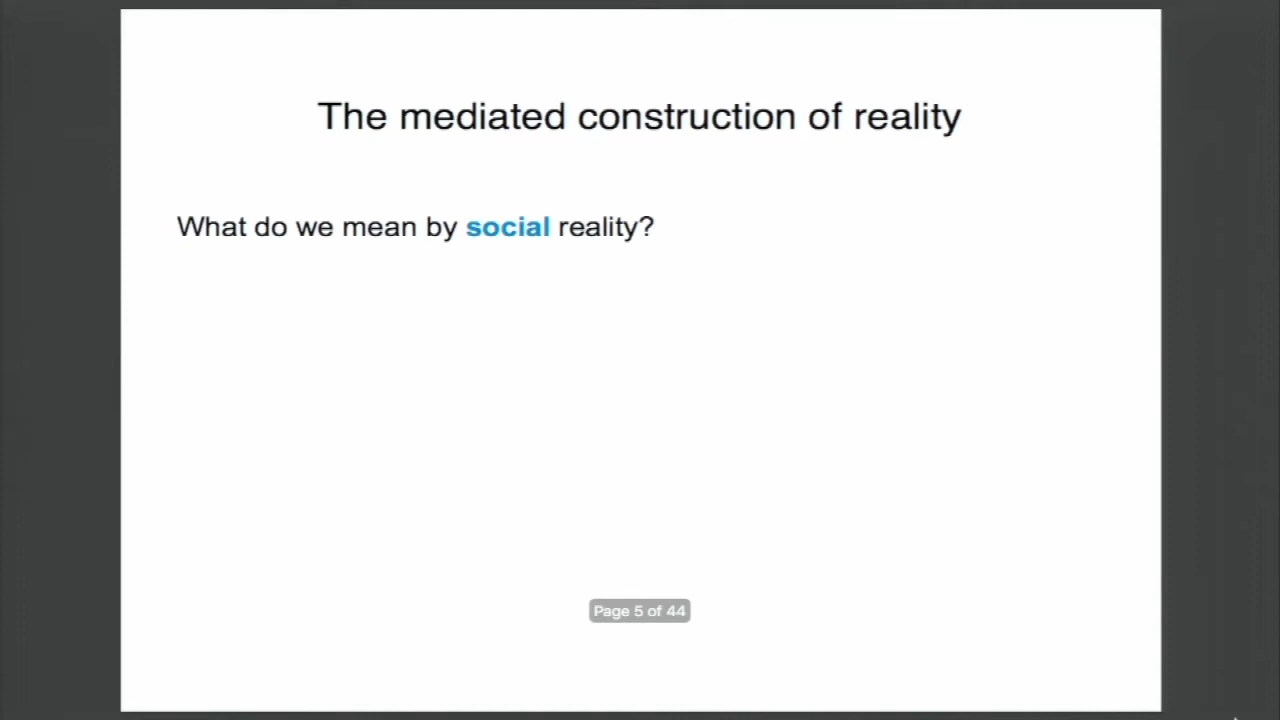 The mediated construction of reality
What do we mean by social reality?
Page 5 of 44